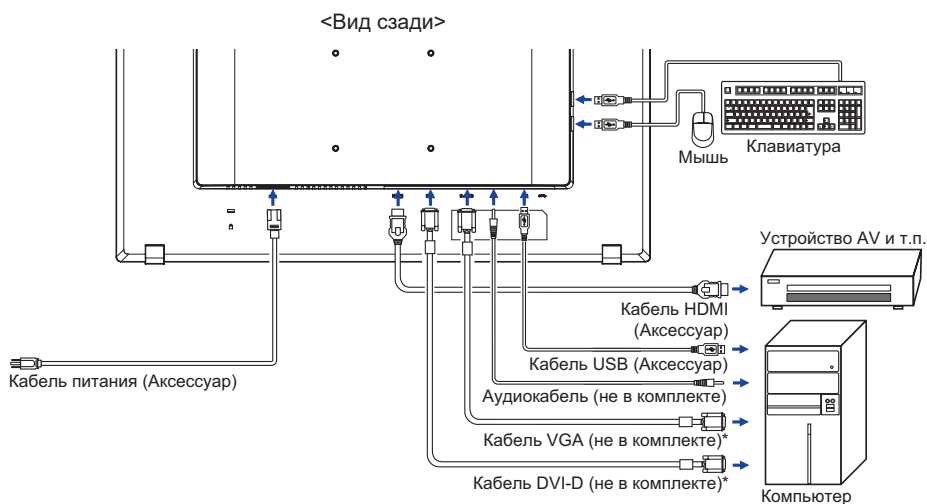 <Вид сзади>
Мышь
Клавиатура
Устройство AV и т.п.
Кабель HDMI
(Аксессуар)
Кабель USB (Аксессуар)
Кабель питания (Аксессуар)
Аудиокабель (не в комплекте)
Кабель VGA (не в комплекте)*
Кабель DVI-D (не в комплекте)*
Компьютер